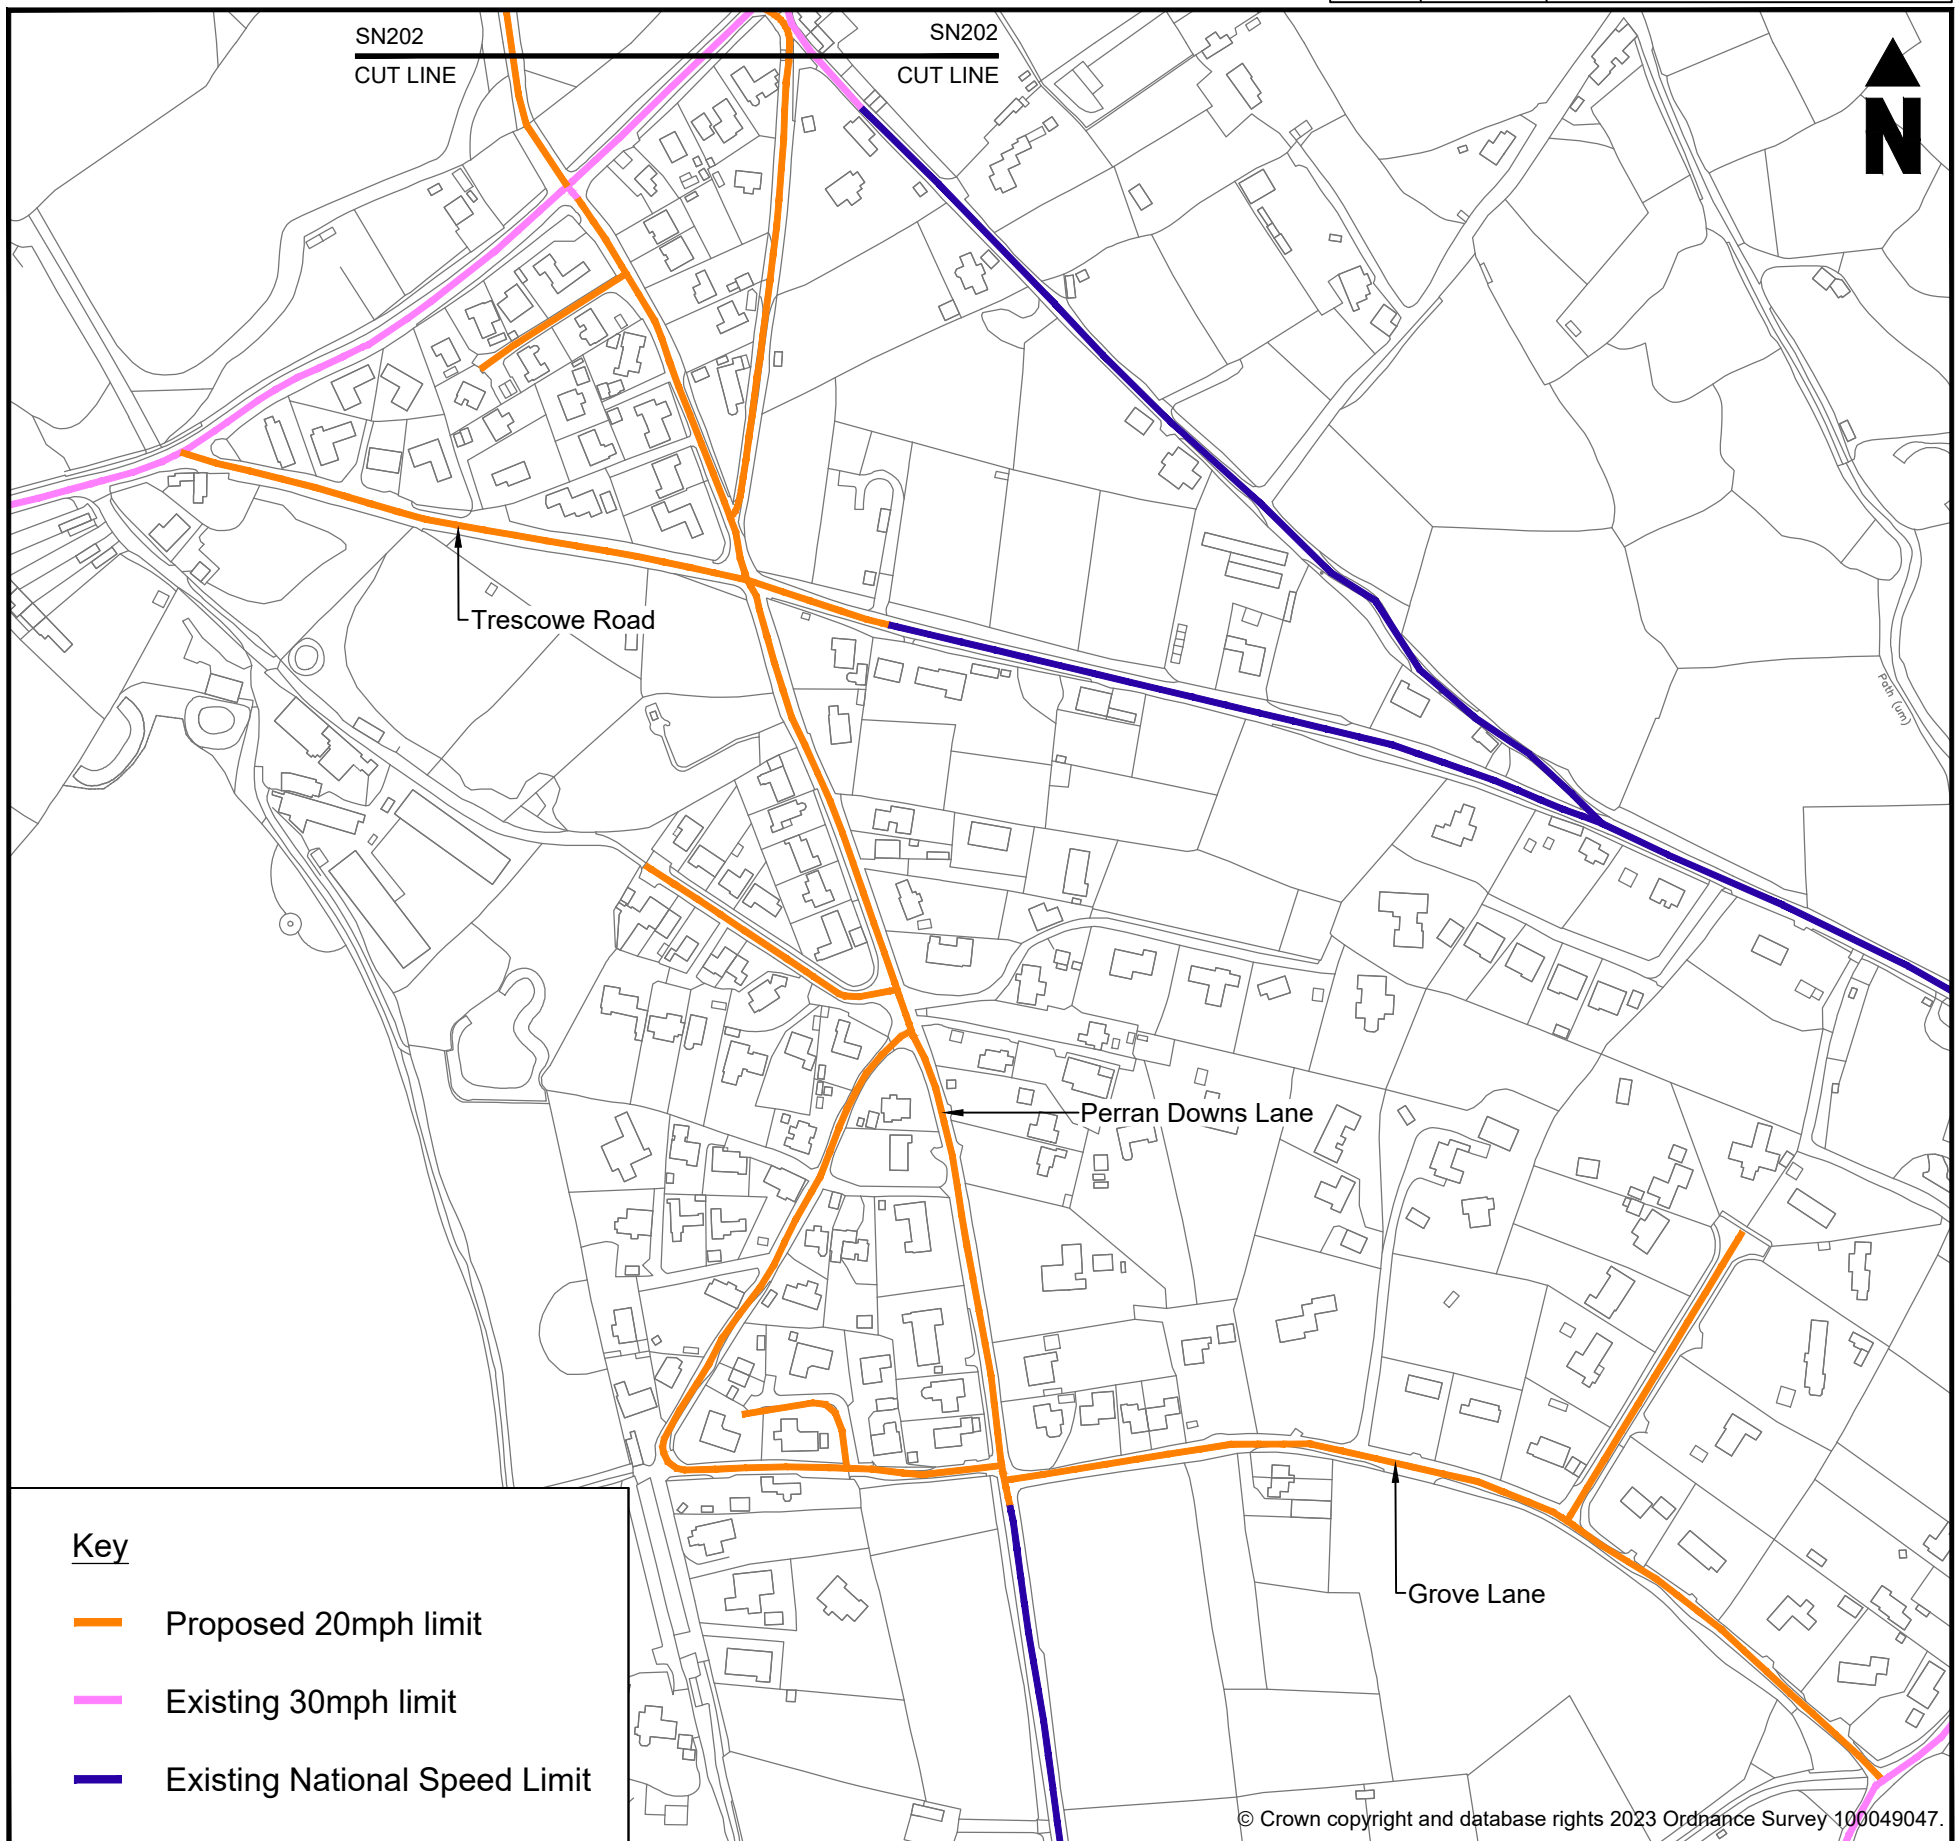 SN202
SN202
CUT LINE
CUT LINE
N
Trescowe Road
Path (um)
Perran Downs Lane
Grove Lane
Key
Proposed 20mph limit
Existing 30mph limit
Existing National Speed Limit
© Crown copyright and database rights 2023 Ordnance Survey 100049047.